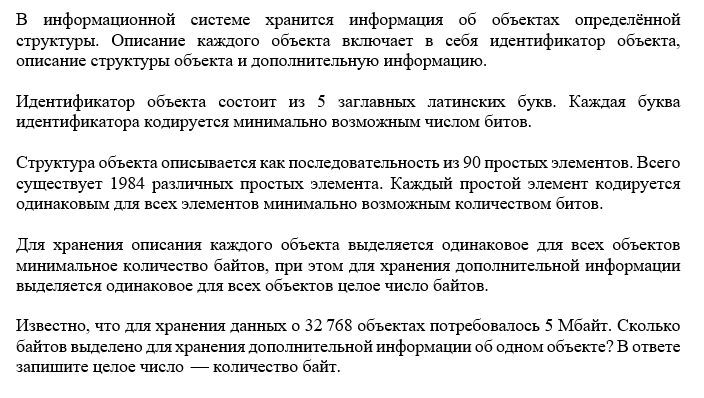 В информационной системе хранится информация об объектах определённой
структуры. Описание каждого объекта включает в себя идентификатор объекта,
описание структуры объекта и дополнительную информацию.
Идентификатор объекта состоит из 5 заглавных латинских букв. Каждая буква
идентификатора кодируется минимально возможным числом битов.
Структура объекта описывается как последовательность из 90 простых элементов. Всего
существует 1984 различных простых элемента. Каждый простой элемент кодируется
одинаковым для всех элементов минимально возможным количеством битов.
Для хранения описания каждого объекта выделяется одинаковое для всех объектов
минимальное количество байтов, при этом для хранения дополнительной информации
выделяется одинаковое для всех объектов целое число байтов.
Известно, что для хранения данных о 32 768 объектах потребовалось 5 Мбайт. Сколько
байтов выделено для хранения дополнительной информации об одном объекте? В ответе
запишите целое число — количество байт.